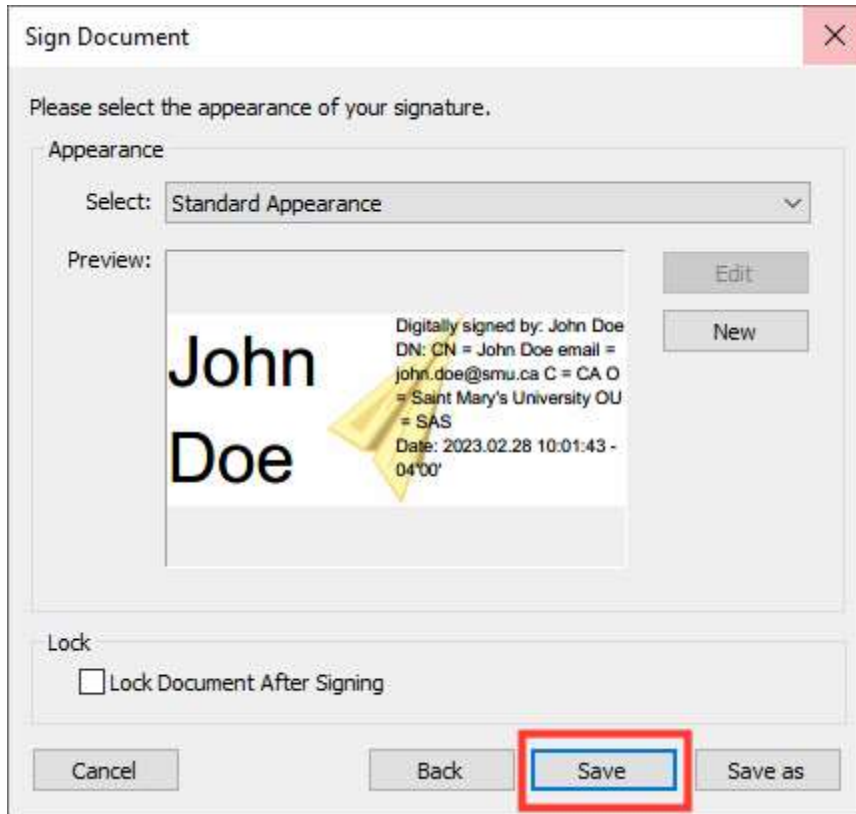 Sign Document
Please select the appearance of your signature.
Appearance
Select: Standard Appearance
Preview:
John
Doe
Digitally signed by: John Doe
DN: CN = John Doe email =
john.doe@smu.ca C = CA O
= Saint Mary's University OU
= SAS
Date: 2023.02.28 10:01:43 -
04'00'
Edit
New
Lock
Lock Document After Signing
Cancel
Back
Save
Save as